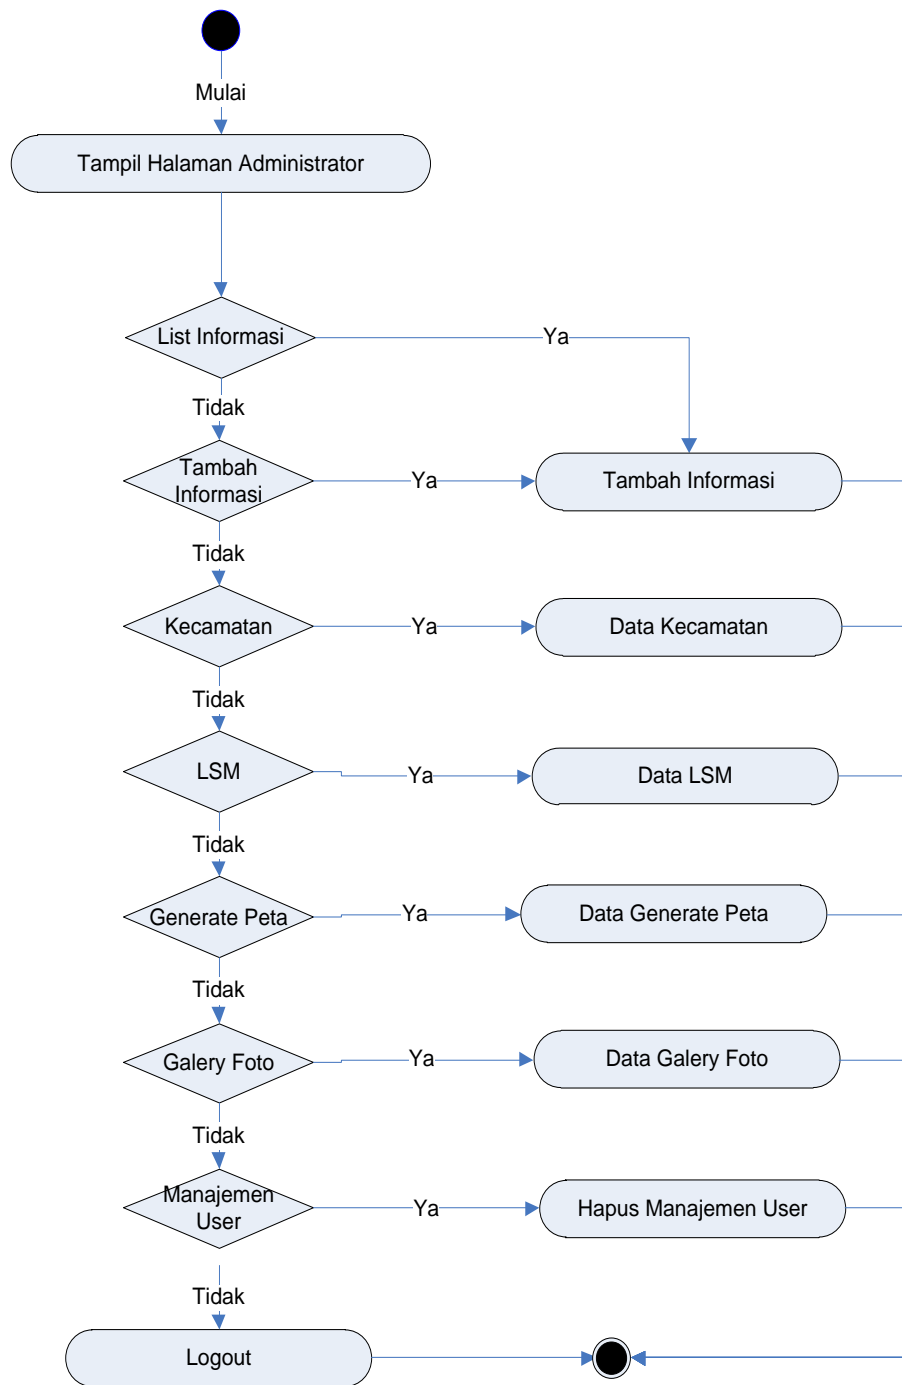 Mulai
Tampil Halaman Administrator
List Informasi
Ya
Tidak
Tambah
Informasi
Ya
Tambah Informasi
Tidak
Kecamatan
Ya
Data Kecamatan
Tidak
LSM
Ya
Data LSM
Tidak
Generate Peta
Ya
Data Generate Peta
Tidak
Galery Foto
Ya
Data Galery Foto
Tidak
Manajemen
User
Ya
Hapus Manajemen User
Tidak
Logout